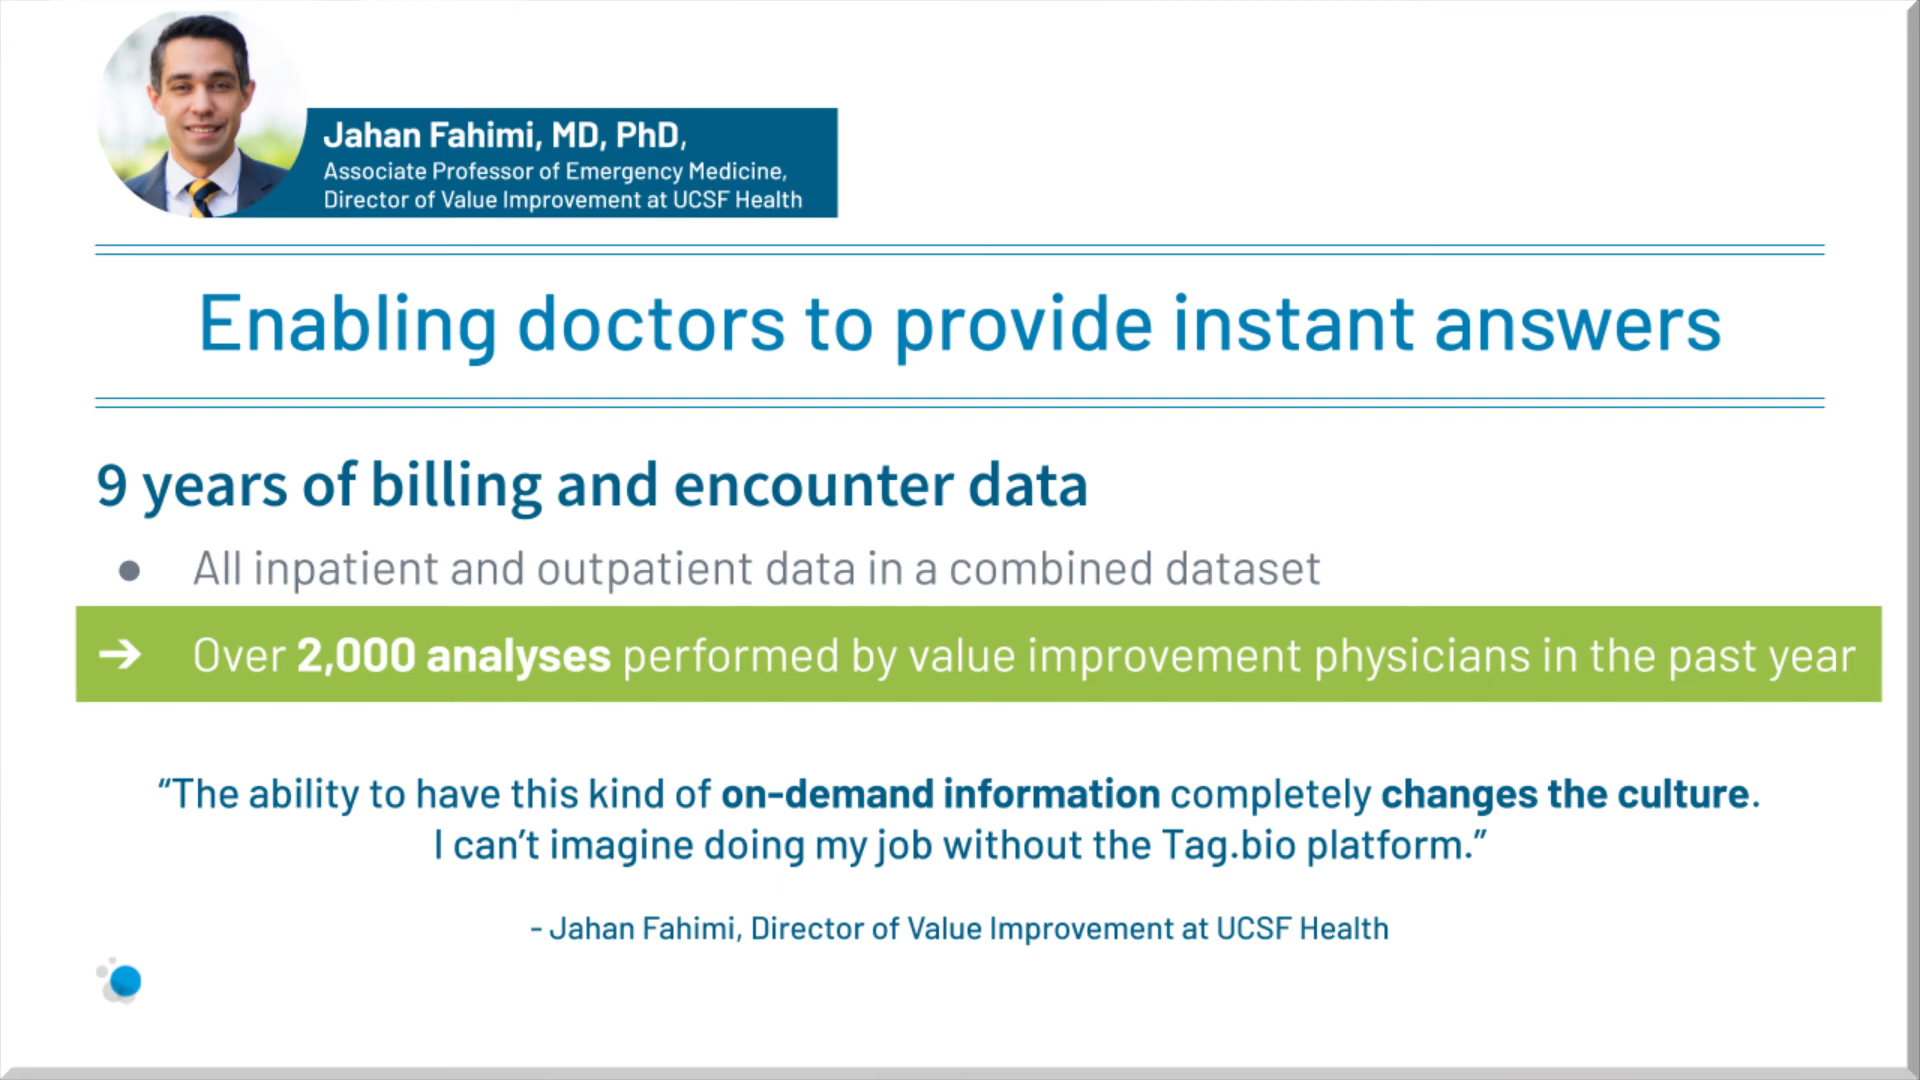 Jahan Fahimi, MD, PhD,
Associate Professor of Emergency Medicine,
Director of Value Improvement at UCSF Health
Enabling doctors to provide instant answers
9 years of billing and encounter data
● All inpatient and outpatient data in a combined dataset
→ Over 2,000 analyses performed by value improvement physicians in the past year
“The ability to have this kind of on-demand information completely changes the culture.
I can’t imagine doing my job without the Tag.bio platform.”
- Jahan Fahimi, Director of Value Improvement at UCSF Health